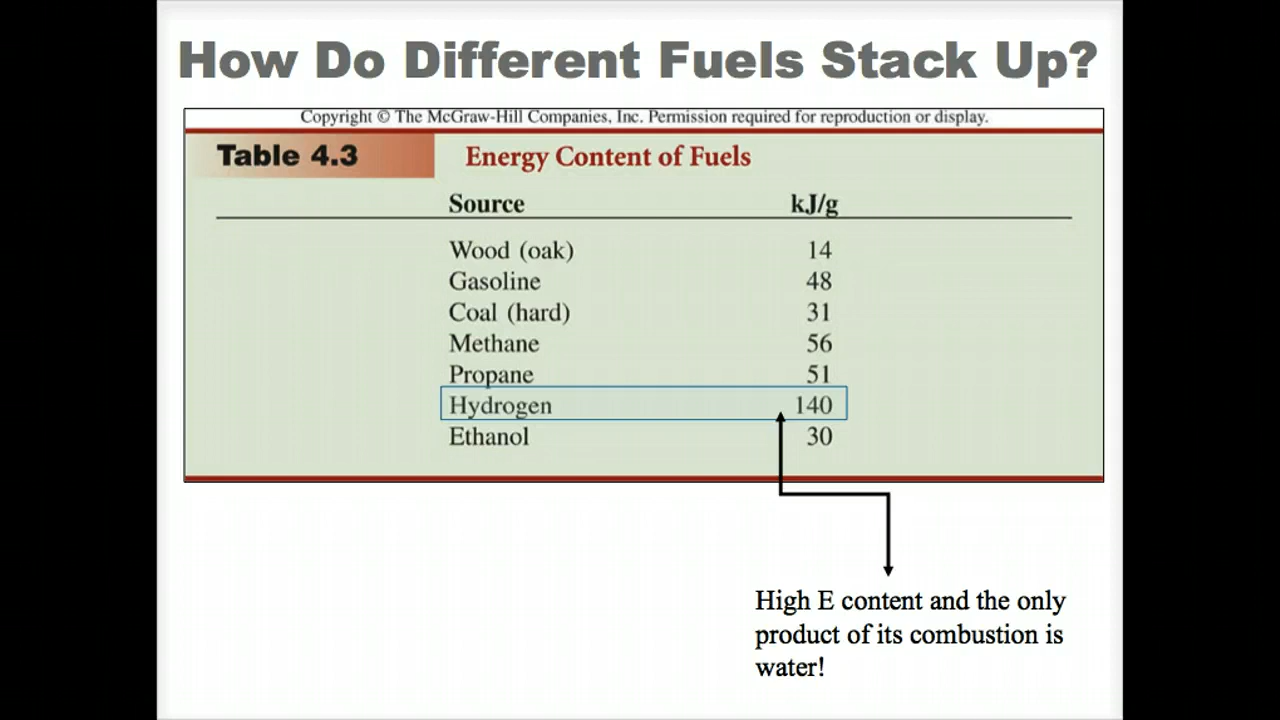 How Do Different Fuels Stack Up?
Copyright © The McGraw-Hill Companies, Inc. Permission required for reproduction or display.
Table 4.3 Energy Content of Fuels
Source kJ/g
Wood (oak) 14
Gasoline 48
Coal (hard) 31
Methane 56
Propane 51
Hydrogen 140
Ethanol 30
High E content and the only
product of its combustion is
water!